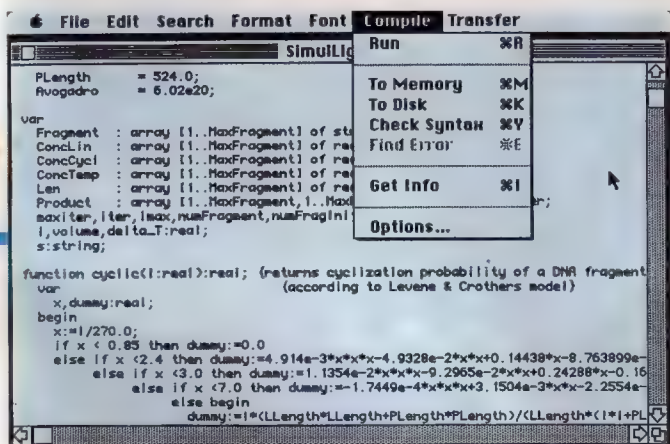 File Edit Search Format Font Compile Transfer
SimulLig
Run ⌘R
To Memory ⌘M
To Disk ⌘K
Check Syntax ⌘Y
Find Error ⌘E
Get Info ⌘I
Options...
PLength = 524.0;
Avogadro = 6.02e20;
var
Fragment : array [1..MaxFragment] of st
ConcLin : array [1..MaxFragment] of re
ConcCycl : array [1..MaxFragment] of re
ConcTemp : array [1..MaxFragment] of re
Len : array [1..MaxFragment] of re
Product : array [1..MaxFragment,1..Max er;
maxiter,iter,imax,numFragment,numFragIni
i,volume,delta_T:real;
s:string;
function cyclic(l:real):real; {returns cyclization probability of a DNA fragment
var (according to Levene & Crothers model)}
x,dummy:real;
begin
x:=l/270.0;
if x < 0.85 then dummy:=0.0
else if x <2.4 then dummy:=4.914e-3*x*x*x-4.9328e-2*x*x+0.14438*x-8.763899e-
else if x <3.0 then dummy:=1.1354e-2*x*x*x-9.2965e-2*x*x+0.24288*x-0.16
else if x <7.0 then dummy:=-1.7449e-4*x*x*x+3.1504e-3*x*x-2.2554e-
else begin
dummy:=l*(LLength*LLength+PLength*PLength)/(LLength*(l*l+PL